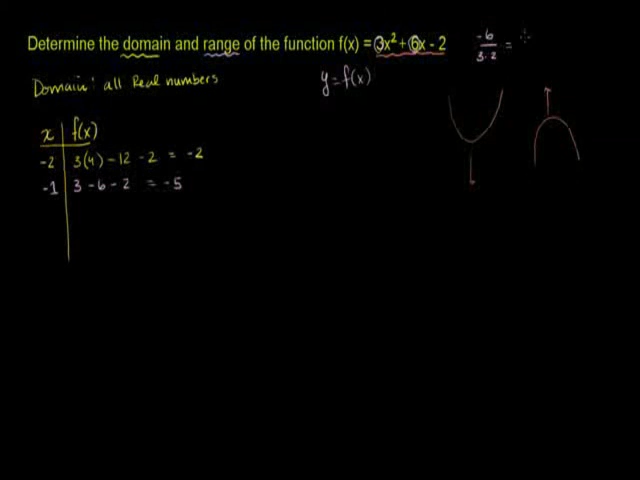 Determine the domain and range of the function f(x) = 3x² + 6x - 2
-6
3·2 =
Domain: all Real numbers
y = f(x)
x f(x)
-2 3(4) - 12 - 2 = -2
-1 3 - 6 - 2 = -5